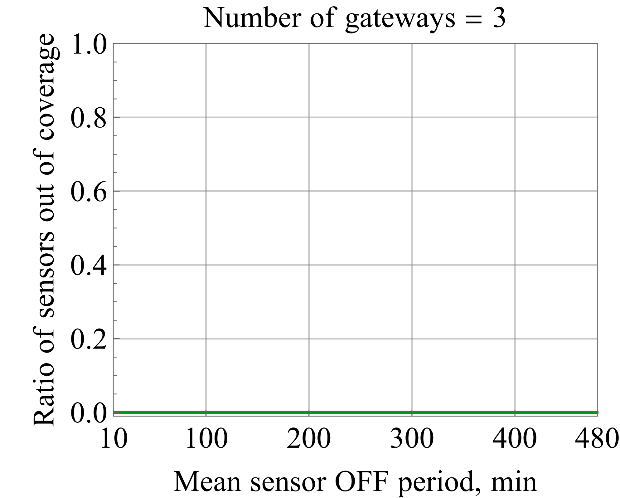 Number of gateways = 3
Ratio of sensors out of coverage
1.0
0.8
0.6
0.4
0.2
0.0
10 100 200 300 400 480
Mean sensor OFF period, min